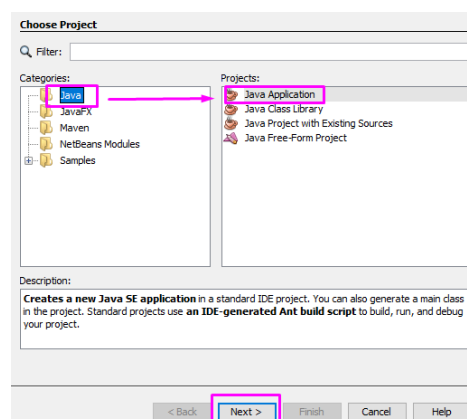 Choose Project
Filter:
Categories:
Java
JavaFX
Maven
NetBeans Modules
Samples
Projects:
Java Application
Java Class Library
Java Project with Existing Sources
Java Free-Form Project
Description:
Creates a new Java SE application in a standard IDE project. You can also generate a main class
in the project. Standard projects use an IDE-generated Ant build script to build, run, and debug
your project.
< Back
Next >
Finish
Cancel
Help